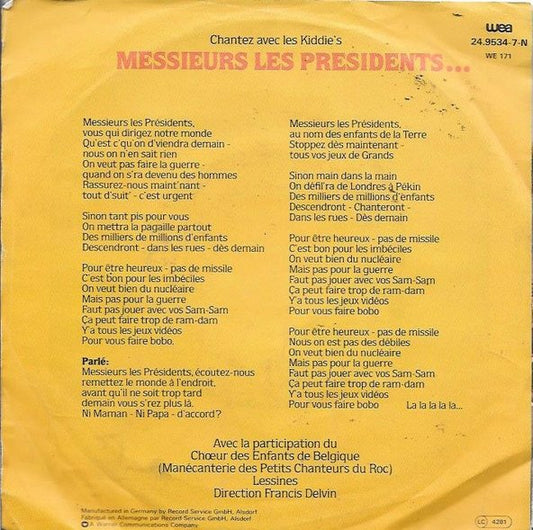 wea
Chantez avec les Kiddie's
24.9534-7-N
MESSIEURS LES PRESIDENTS...
WE 171
Messieurs les Présidents,
vous qui dirigez notre monde
Qu'est c'qu'on d'viendra demain -
nous on n'en sait rien
On veut pas faire la guerre -
quand on s'ra devenu des hommes
Rassurez-nous maint'nant -
tout d'suit' - c'est urgent
Sinon tant pis pour vous
On mettra la pagaille partout
Des milliers de millions d'enfants
Descendront - dans les rues - dès demain
Pour être heureux - pas de missile
C'est bon pour les imbéciles
On veut bien du nucléaire
Mais pas pour la guerre
Faut pas jouer avec vos Sam-Sam
Ça peut faire trop de ram-dam
Y'a tous les jeux vidéos
Pour vous faire bobo.
Parlé:
Messieurs les Présidents, écoutez-nous
remettez le monde à l'endroit,
avant qu'il ne soit trop tard
demain vous s'rez plus là.
Ni Maman - Ni Papa - d'accord?
Messieurs les Présidents,
au nom des enfants de la Terre
Stoppez dès maintenant -
tous vos jeux de Grands
Sinon main dans la main
On défil'ra de Londres à Pékin
Des milliers de millions d'enfants
Descendront - Chanteront -
Dans les rues - Dès demain
Pour être heureux - pas de missile
C'est bon pour les imbéciles
On veut bien du nucléaire
Mais pas pour la guerre
Faut pas jouer avec vos Sam-Sam
Ça peut faire trop de ram-dam
Y'a tous les jeux vidéos
Pour vous faire bobo
Pour être heureux - pas de missile
Nous on est pas des débiles
On veut bien du nucléaire
Mais pas pour la guerre
Faut pas jouer avec vos Sam-Sam
Ça peut faire trop de ram-dam
Y'a tous les jeux vidéos
Pour vous faire bobo La la la la la...
Avec la participation du
Chœur des Enfants de Belgique
(Manécanterie des Petits Chanteurs du Roc)
Lessines
Direction Francis Delvin
Manufactured in Germany by Record Service GmbH, Alsdorf
Fabriqué en Allemagne par Record Service GmbH, Alsdorf
A Warner Communications Company.
LC 4281